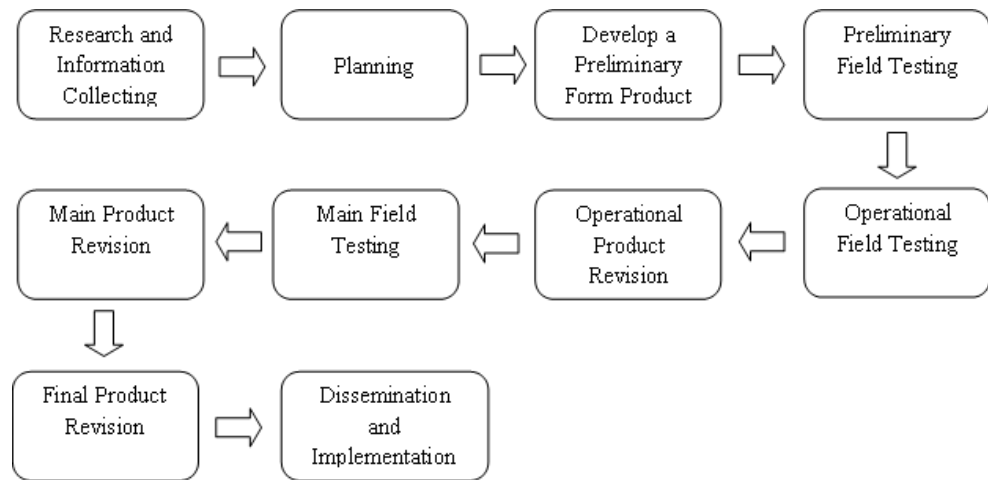 Research and
Information
Collecting
Planning
Develop a
Preliminary
Form Product
Preliminary
Field Testing
Operational
Field Testing
Operational
Product
Revision
Main Field
Testing
Main Product
Revision
Final Product
Revision
Dissemination
and
Implementation